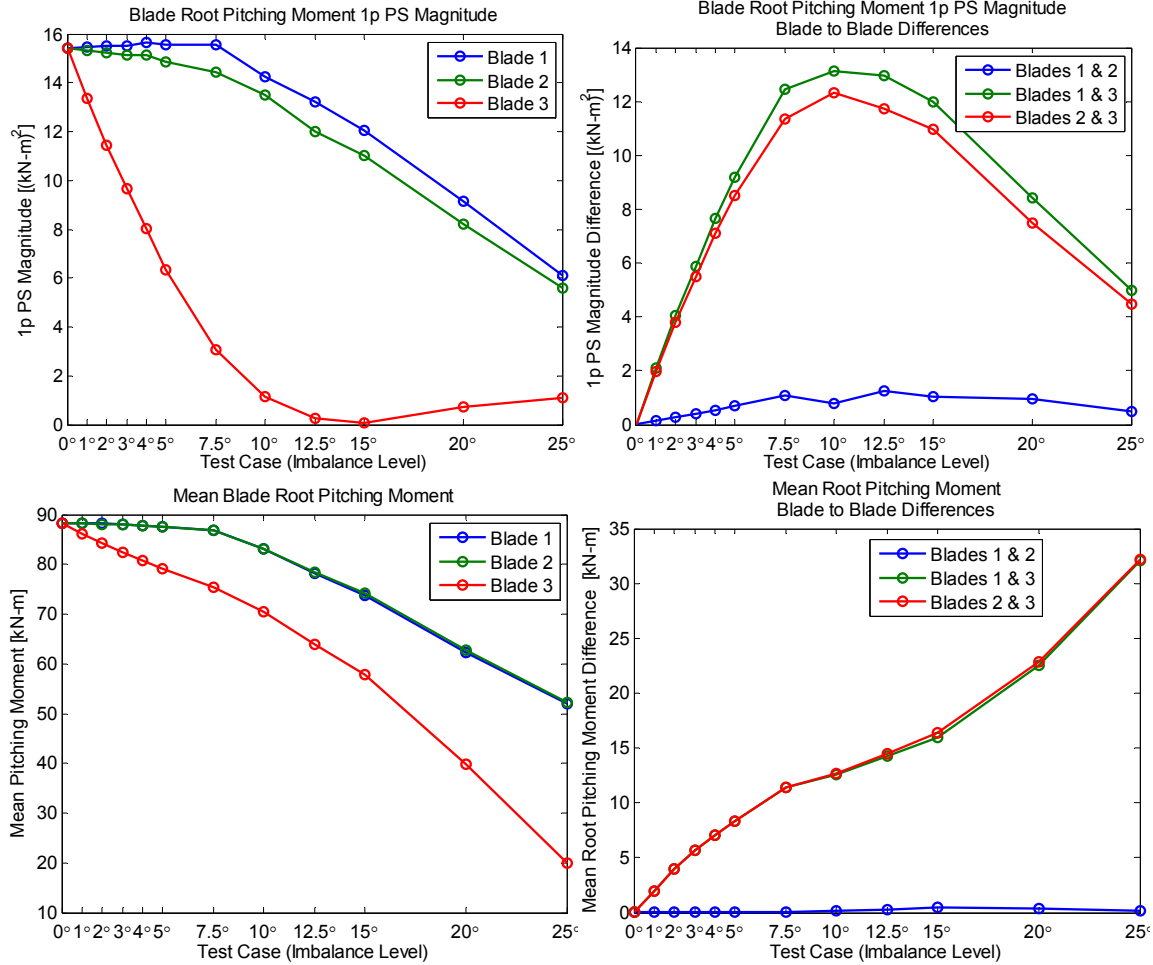 Blade Root Pitching Moment 1p PS Magnitude
1p PS Magnitude [(kN-m)²]
16
14
12
10
8
6
4
2
0
Blade 1
Blade 2
Blade 3
0° 1° 2° 3° 4° 5° 7.5° 10° 12.5° 15° 20° 25°
Test Case (Imbalance Level)
Blade Root Pitching Moment 1p PS Magnitude
Blade to Blade Differences
1p PS Magnitude Difference [(kN-m²]
14
12
10
8
6
4
2
0
Blades 1 & 2
Blades 1 & 3
Blades 2 & 3
0° 1° 2° 3° 4° 5° 7.5° 10° 12.5° 15° 20° 25°
Test Case (Imbalance Level)
Mean Blade Root Pitching Moment
Mean Pitching Moment [kN-m]
90
80
70
60
50
40
30
20
10
Blade 1
Blade 2
Blade 3
0° 1° 2° 3° 4° 5° 7.5° 10° 12.5° 15° 20° 25°
Test Case (Imbalance Level)
Mean Root Pitching Moment
Blade to Blade Differences
Mean Root Pitching Moment Difference [kN-m]
35
30
25
20
15
10
5
0
Blades 1 & 2
Blades 1 & 3
Blades 2 & 3
0° 1° 2° 3° 4° 5° 7.5° 10° 12.5° 15° 20° 25°
Test Case (Imbalance Level)